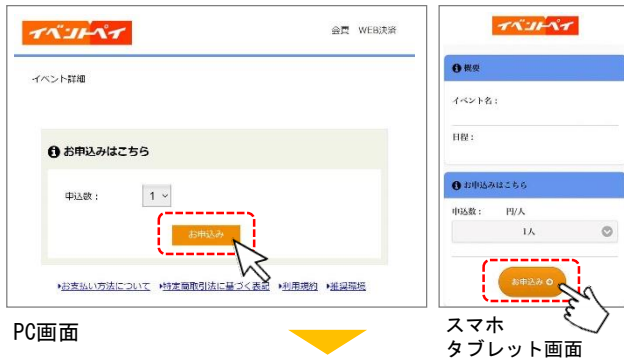 イベントペイ
会員 WEB決済
イベント詳細
お申込みはこちら
申込数： 1
お申込み
お支払い方法について 特定商取引法に基づく表記 利用規約 推奨環境
PC画面
イベントペイ
概要
イベント名：
日程：
お申込みはこちら
申込数： 円/人
1人
お申込み
スマホ
タブレット画面